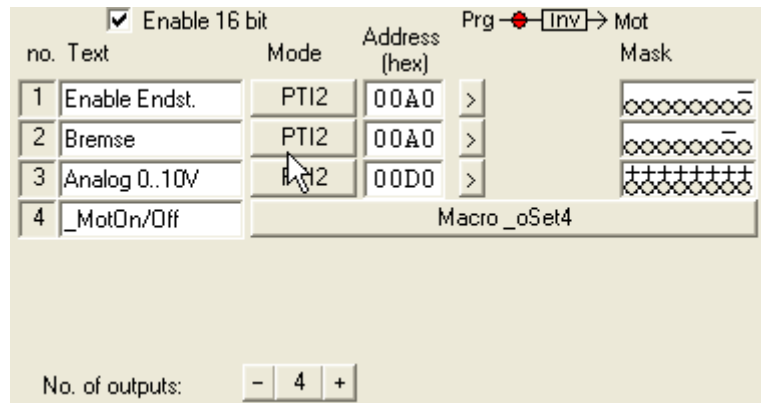 Enable 16 bit
Prg Inv Mot
no. Text Mode Address (hex) Mask
1 Enable Endst. PTI2 00A0 >
2 Bremse PTI2 00A0 >
3 Analog 0..10V 00D0 >
4 _MotOn/Off Macro _oSet4
No. of outputs: - 4 +